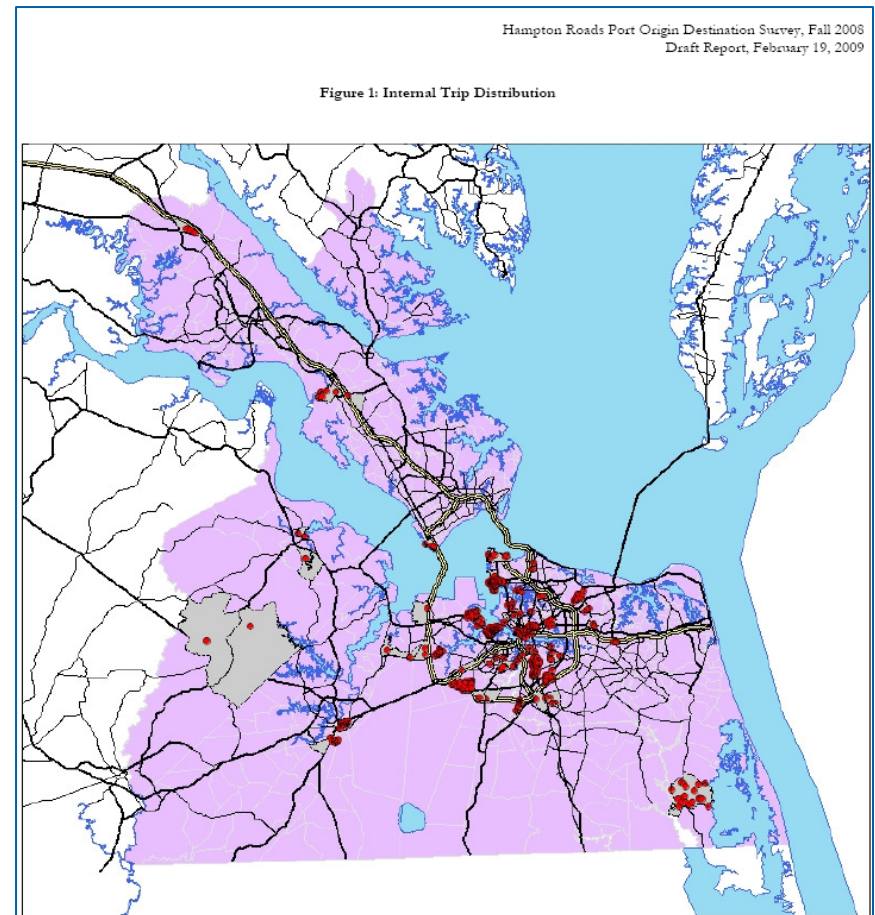 Hampton Roads Port Origin Destination Survey, Fall 2008
Draft Report, February 19, 2009
Figure 1: Internal Trip Distribution